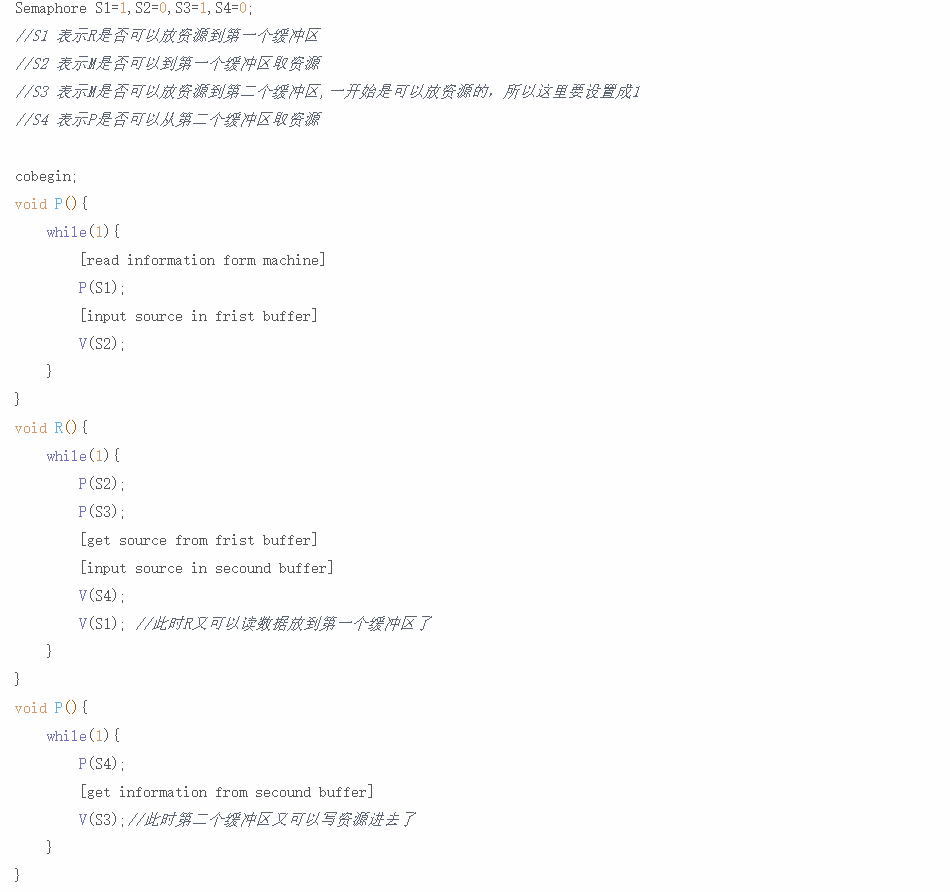 Semaphore S1=1,S2=0,S3=1,S4=0;
//S1 表示R是否可以放资源到第一个缓冲区
//S2 表示M是否可以到第一个缓冲区取资源
//S3 表示M是否可以放资源到第二个缓冲区,一开始是可以放资源的，所以这里要设置成1
//S4 表示P是否可以从第二个缓冲区取资源
cobegin;
void P(){
while(1){
[read information form machine]
P(S1);
[input source in frist buffer]
V(S2);
}
}
void R(){
while(1){
P(S2);
P(S3);
[get source from frist buffer]
[input source in secound buffer]
V(S4);
V(S1); //此时R又可以读数据放到第一个缓冲区了
}
}
void P(){
while(1){
P(S4);
[get information from secound buffer]
V(S3);//此时第二个缓冲区又可以写资源进去了
}
}